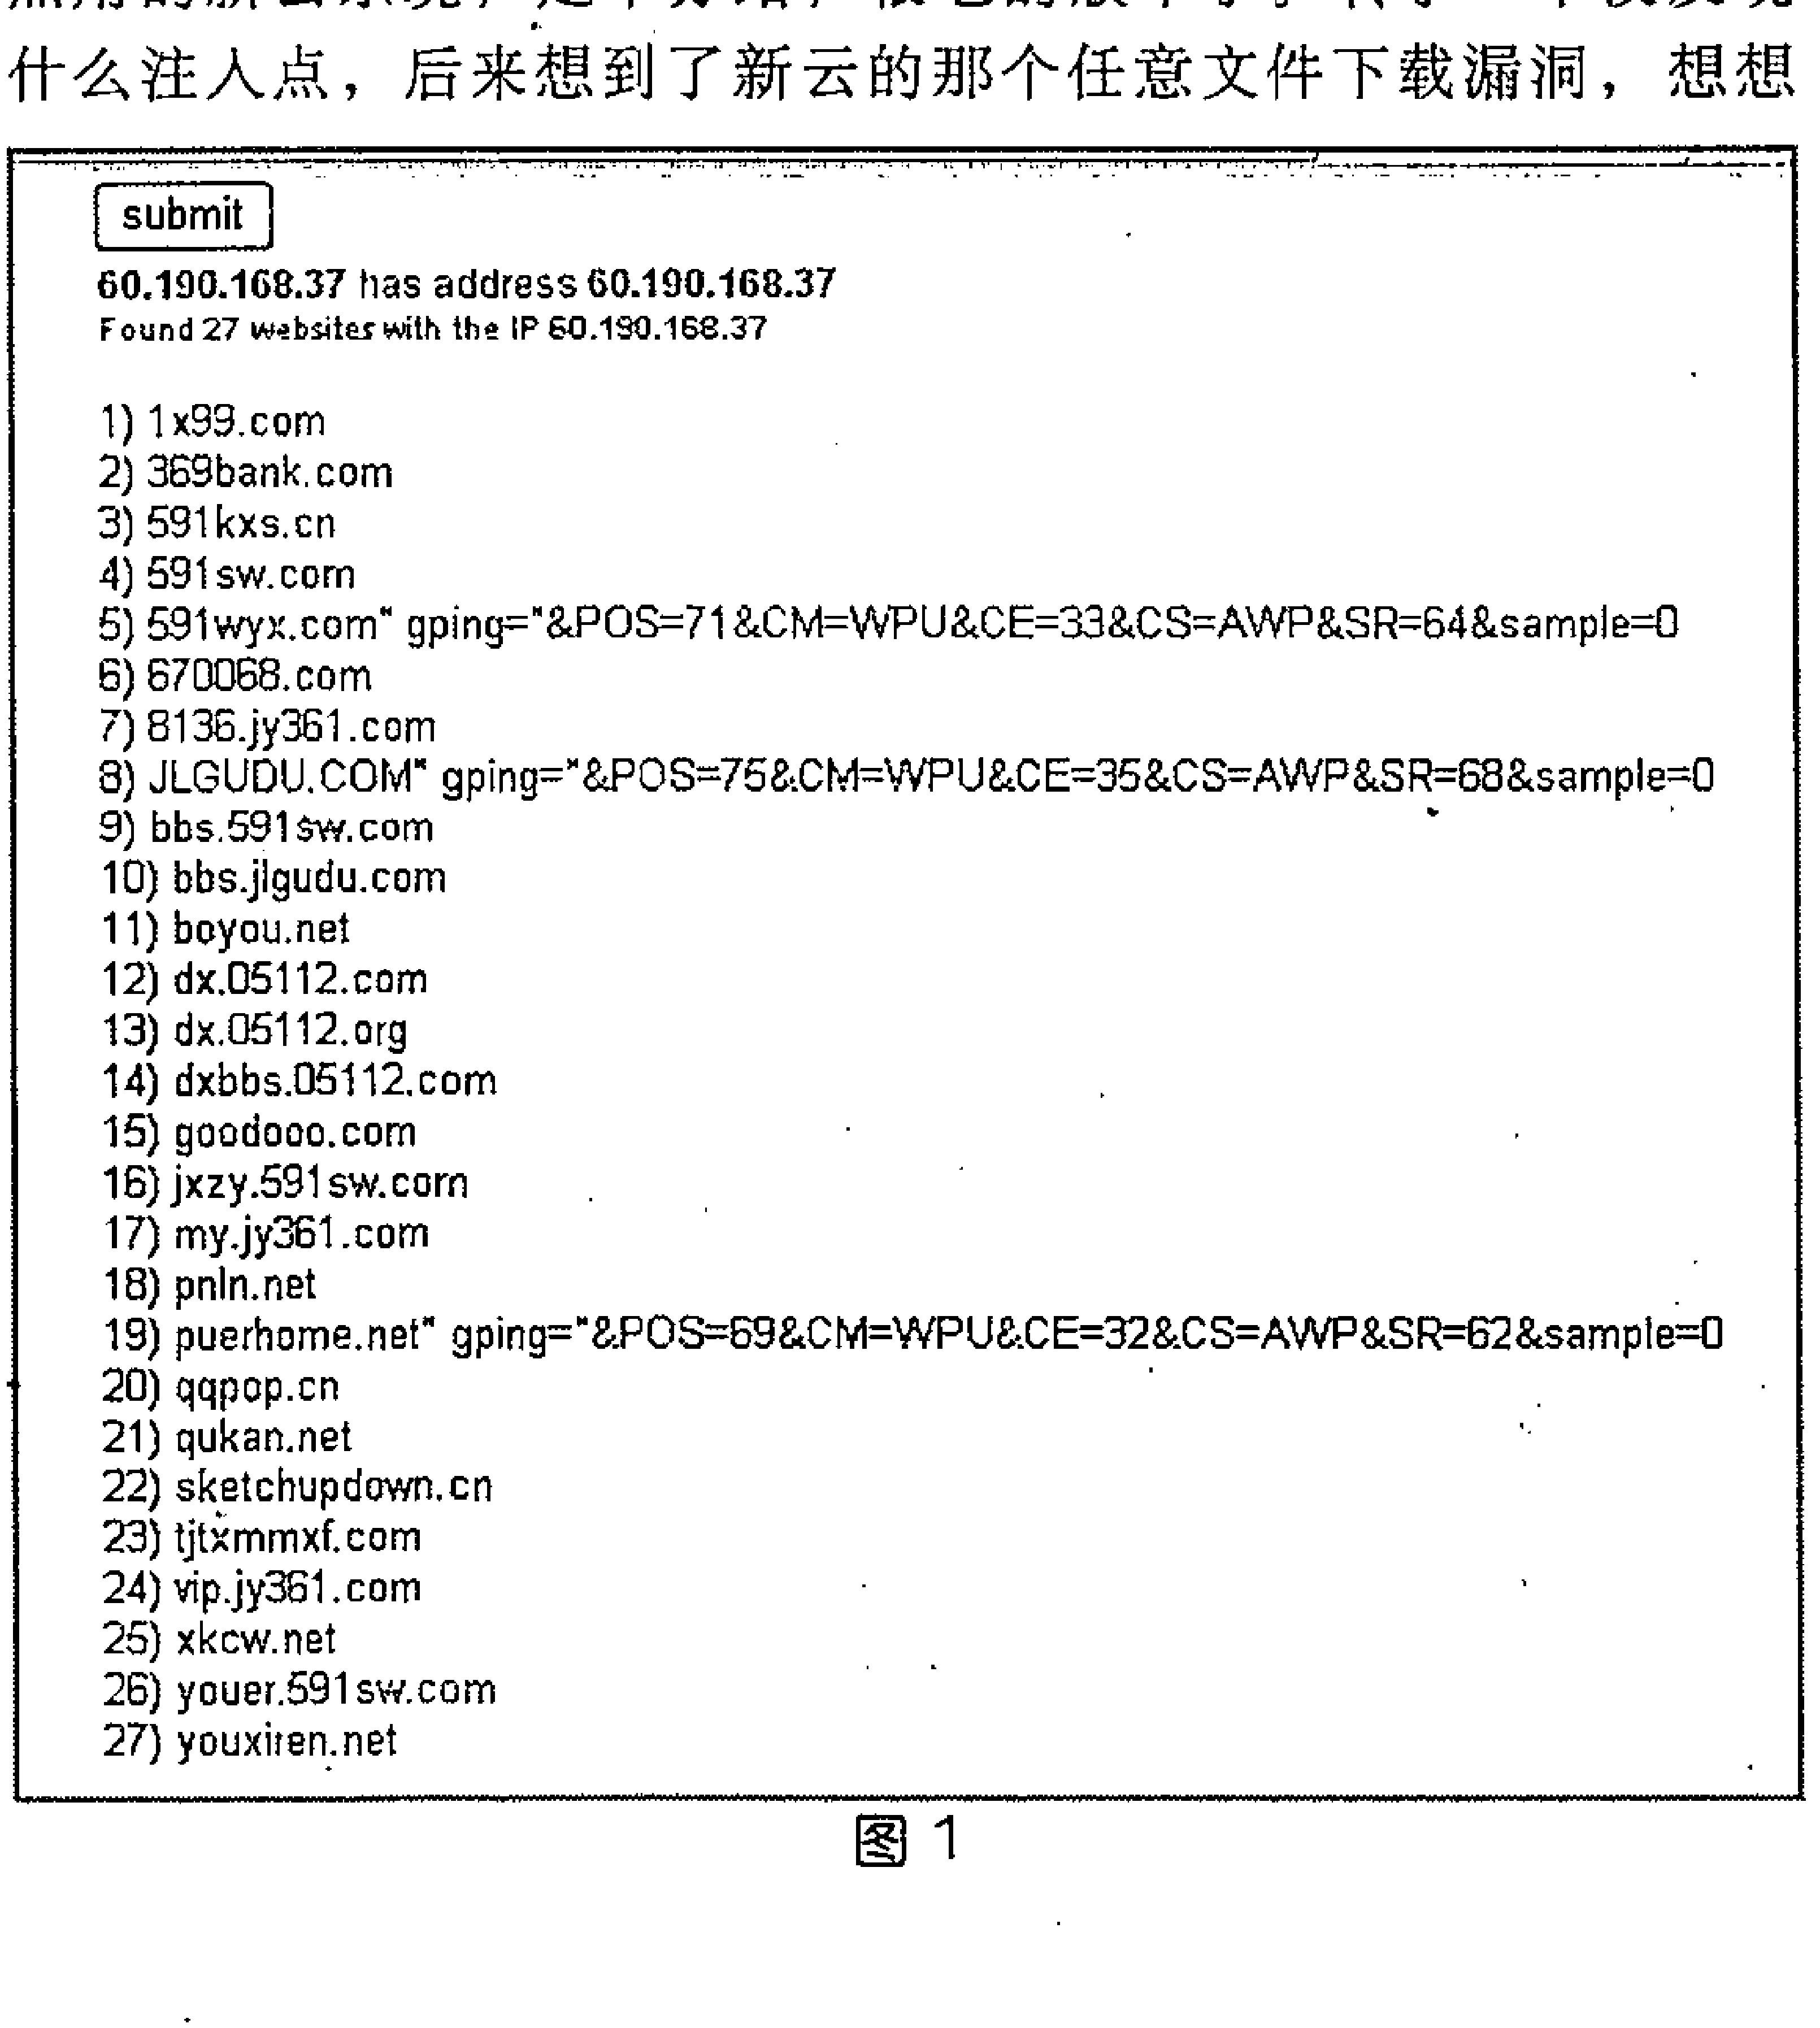 什么注入点，后来想到了新云的那个任意文件下载漏洞，想想
submit
60.190.168.37 has address 60.190.168.37
Found 27 websites with the IP 60.190.168.37
1) 1x99.com
2) 369bank.com
3) 591kxs.cn
4) 591sw.com
5) 591wyx.com" gping="&POS=71&CM=WPU&CE=33&CS=AWP&SR=64&sample=0
6) 670068.com
7) 8136.jy361.com
8) JLGUDU.COM" gping="&POS=75&CM=WPU&CE=35&CS=AWP&SR=68&sample=0
9) bbs.591sw.com
10) bbs.jlgudu.com
11) boyou.net
12) dx.05112.com
13) dx.05112.org
14) dxbbs.05112.com
15) goodooo.com
16) jxzy.591sw.com
17) my.jy361.com
18) pnln.net
19) puerhome.net" gping="&POS=69&CM=WPU&CE=32&CS=AWP&SR=62&sample=0
20) qqpop.cn
21) qukan.net
22) sketchupdown.cn
23) tjtxmmxf.com
24) vip.jy361.com
25) xkcw.net
26) youer.591sw.com
27) youxiren.net
图 1